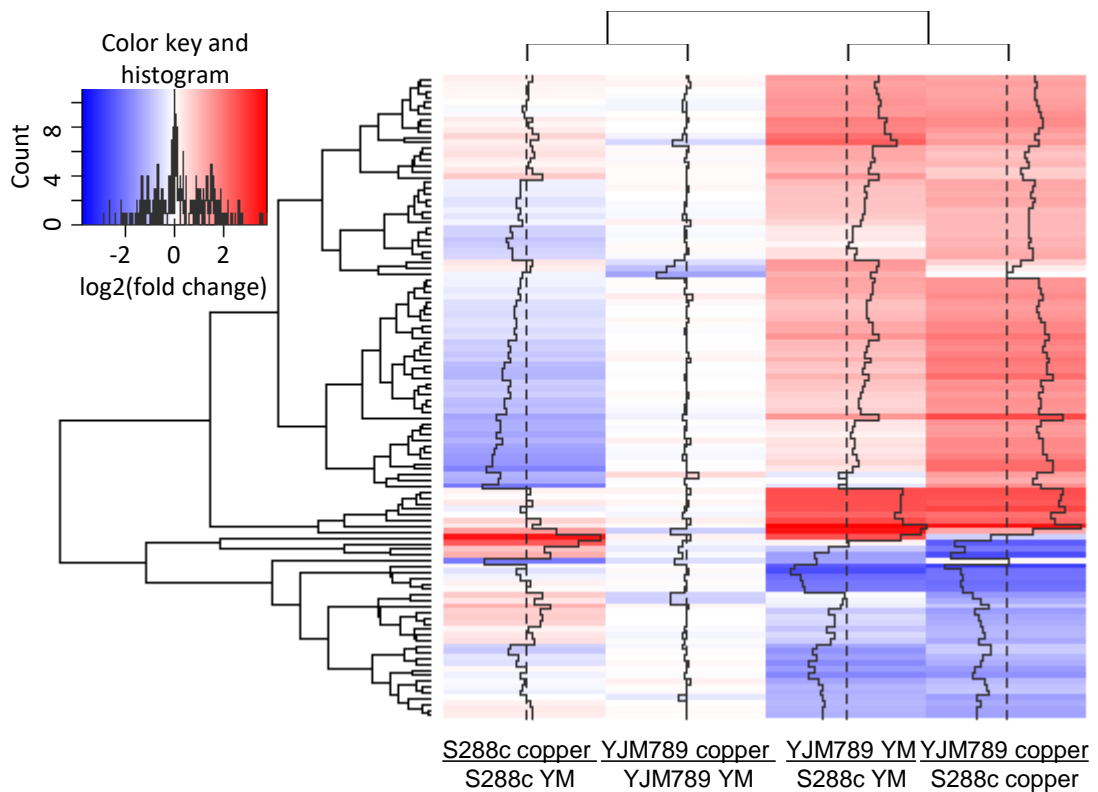 Color key and
histogram
Count
0 4 8
-2 0 2
log2(fold change)
S288c copper YJM789 copper YJM789 YM YJM789 copper
S288c YM YJM789 YM S288c YM S288c copper